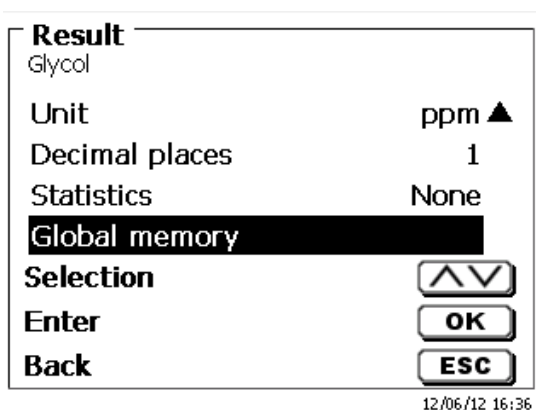 Result
Glycol
Unit ppm ▲
Decimal places 1
Statistics None
Global memory
Selection
Enter OK
Back ESC
12/06/12 16:36